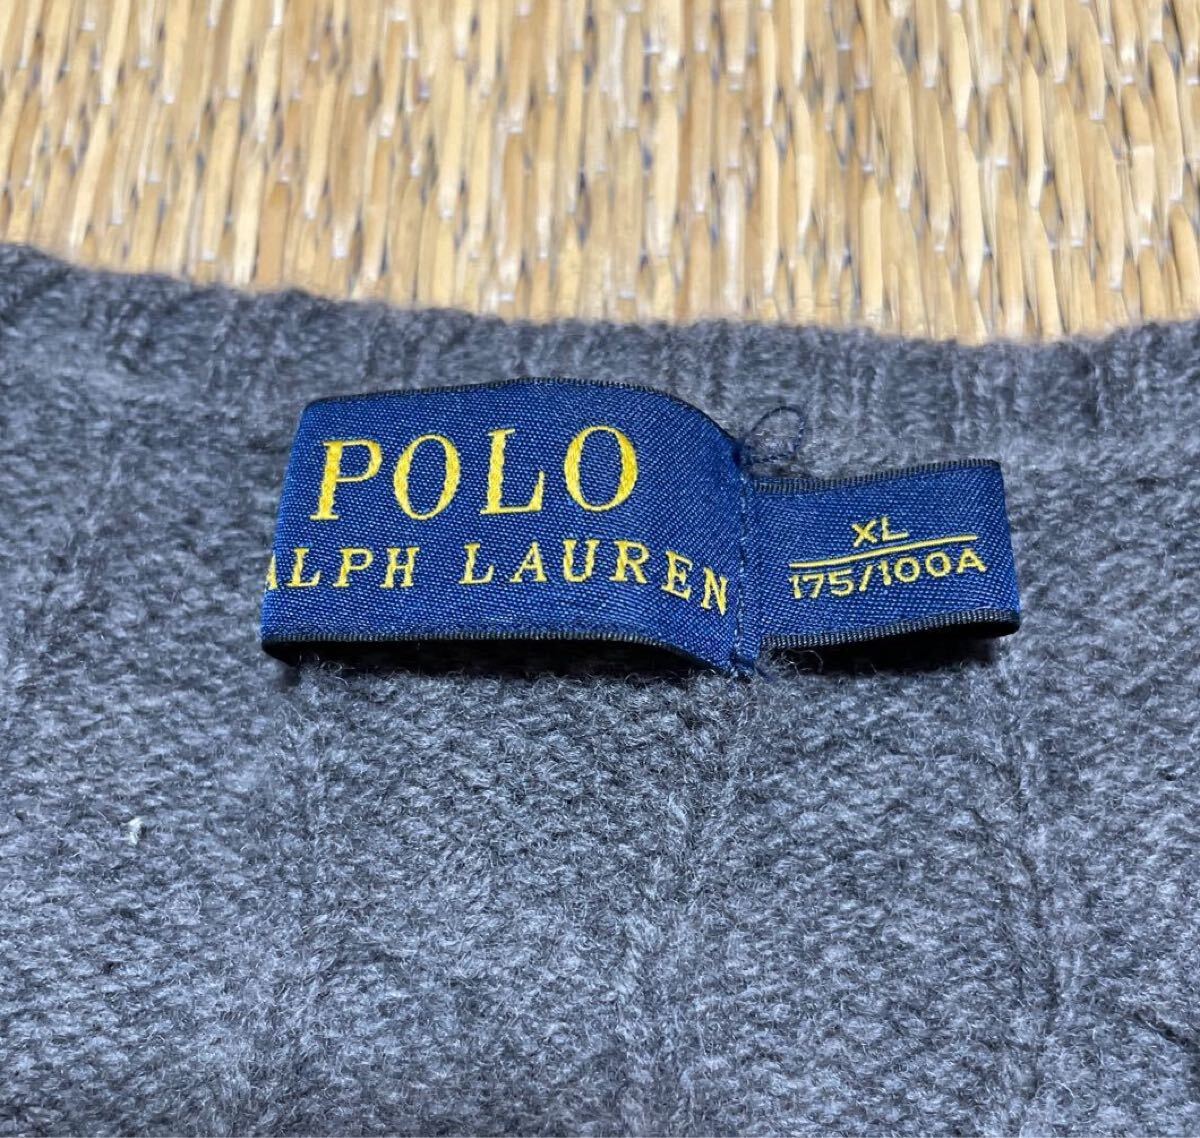 POLO
ALPH LAUREN
XL
175/100A